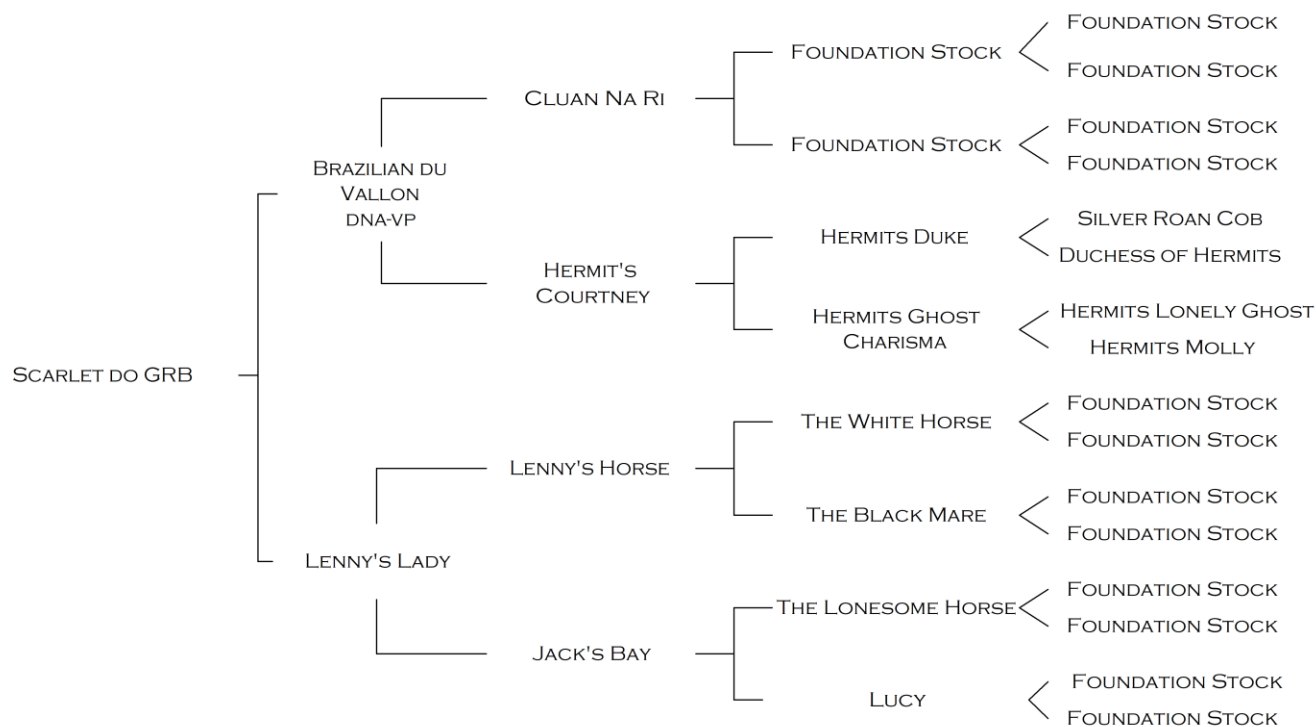 Foundation Stock
Foundation Stock
Foundation Stock
Cluan Na Ri
Foundation Stock
Foundation Stock
Foundation Stock
Brazilian du
Vallon
DNA-VP
Silver Roan Cob
Hermits Duke
Duchess of Hermits
Hermit's
Courtney
Hermits Lonely Ghost
Hermits Ghost
Charisma
Hermits Molly
Scarlet do GRB
Foundation Stock
The White Horse
Foundation Stock
Lenny's Horse
Foundation Stock
The Black Mare
Foundation Stock
Lenny's Lady
Foundation Stock
The Lonesome Horse
Foundation Stock
Jack's Bay
Foundation Stock
Lucy
Foundation Stock